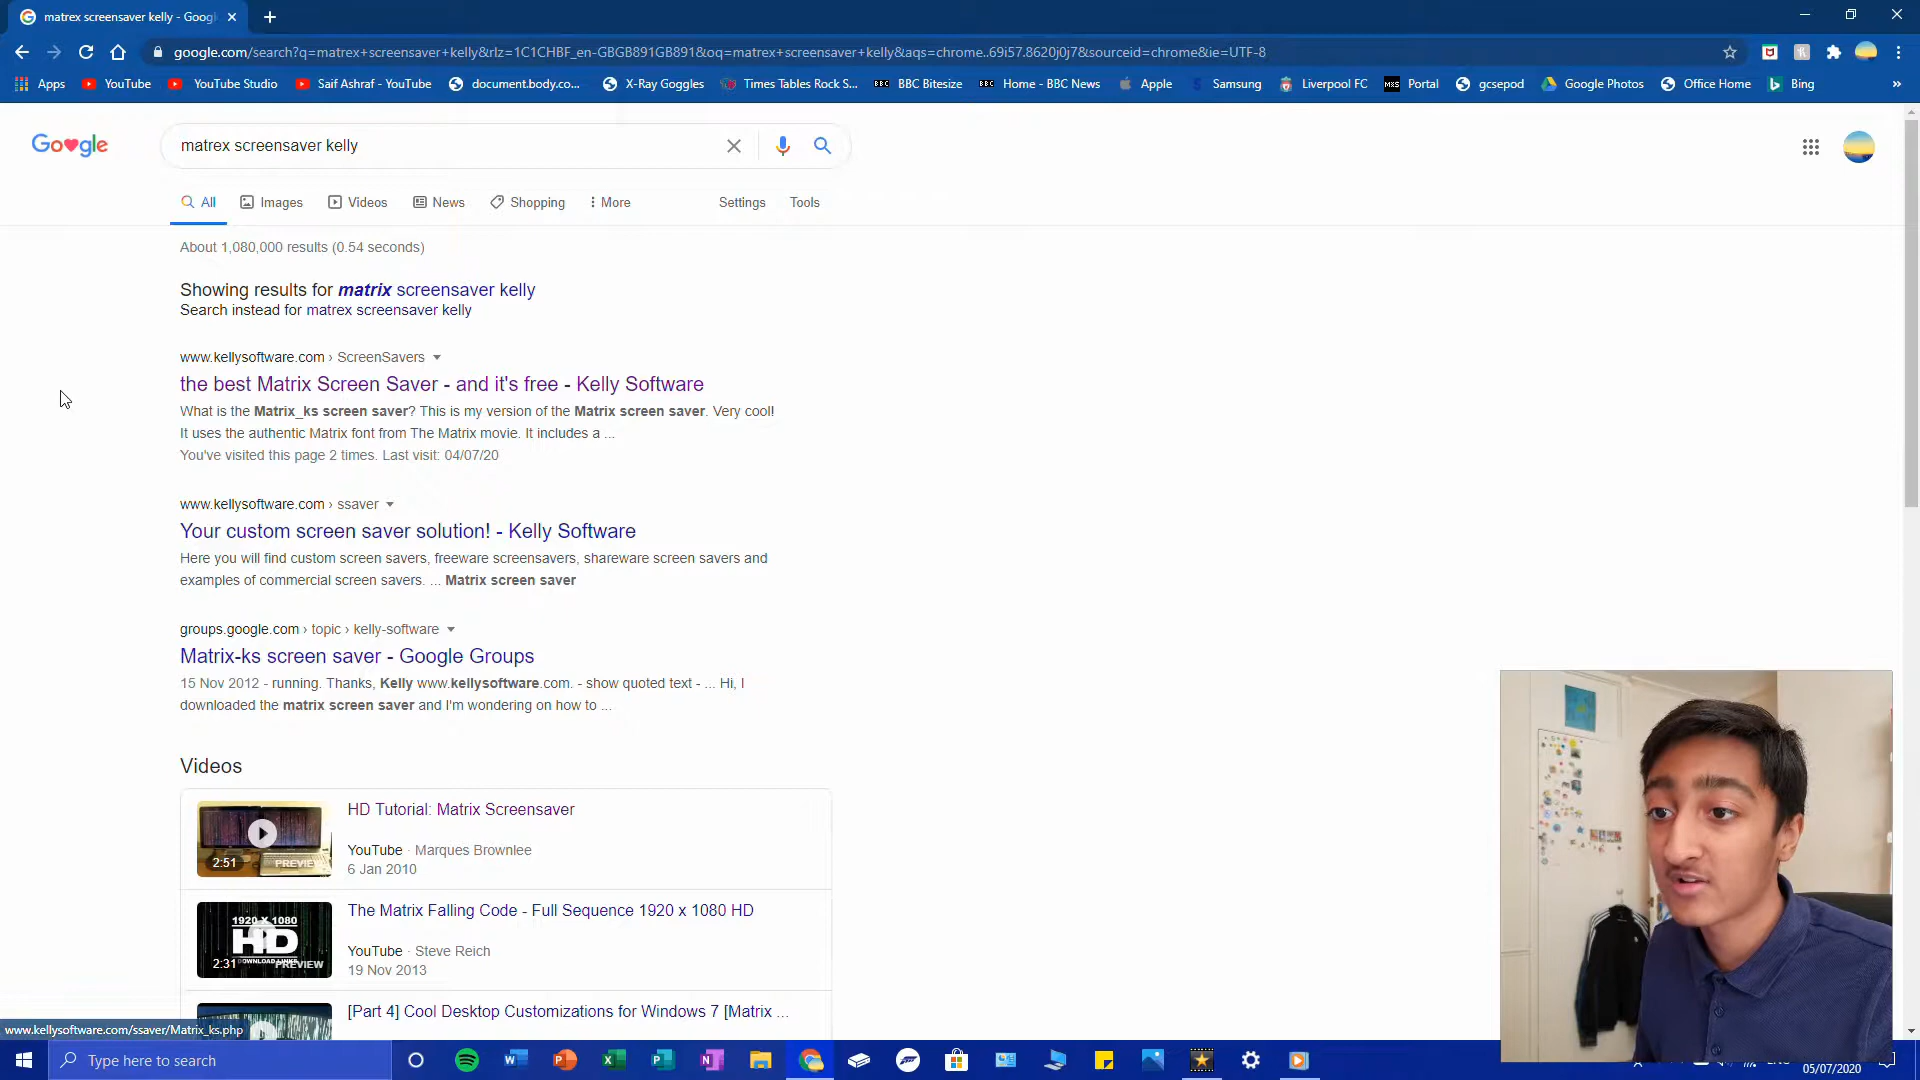 matrex screensaver kelly - Goog
google.com/search?q=matrex+screensaver+kelly&rlz=1C1CHBF_en-GBGB891GB891&oq=matrex+screensaver+kelly&aqs=chrome..69i57.8620j0j7&sourceid=chrome&ie=UTF-8
Apps YouTube YouTube Studio Saif Ashraf - YouTube document.body.co... X-Ray Goggles Times Tables Rock S... BBC BBC Bitesize BBC Home - BBC News Apple Samsung Liverpool FC Portal gcsepod Google Photos Office Home Bing »
matrex screensaver kelly
All Images Videos News Shopping More Settings Tools
About 1,080,000 results (0.54 seconds)
Showing results for matrix screensaver kelly
Search instead for matrex screensaver kelly
www.kellysoftware.com › ScreenSavers
the best Matrix Screen Saver - and it's free - Kelly Software
What is the Matrix_ks screen saver? This is my version of the Matrix screen saver. Very cool!
It uses the authentic Matrix font from The Matrix movie. It includes a ...
You've visited this page 2 times. Last visit: 04/07/20
www.kellysoftware.com › ssaver
Your custom screen saver solution! - Kelly Software
Here you will find custom screen savers, freeware screensavers, shareware screen savers and
examples of commercial screen savers. ... Matrix screen saver
groups.google.com › topic › kelly-software
Matrix-ks screen saver - Google Groups
15 Nov 2012 - running. Thanks, Kelly www.kellysoftware.com. - show quoted text - ... Hi, I
downloaded the matrix screen saver and I'm wondering on how to ...
Videos
HD Tutorial: Matrix Screensaver
YouTube · Marques Brownlee
6 Jan 2010
2:51 PREVIEW
The Matrix Falling Code - Full Sequence 1920 x 1080 HD
YouTube · Steve Reich
19 Nov 2013
1920 X 1080
HD
DOWNLOAD LINKS
2:31 PREVIEW
[Part 4] Cool Desktop Customizations for Windows 7 [Matrix ...
www.kellysoftware.com/ssaver/Matrix_ks.php
Type here to search
05/07/2020